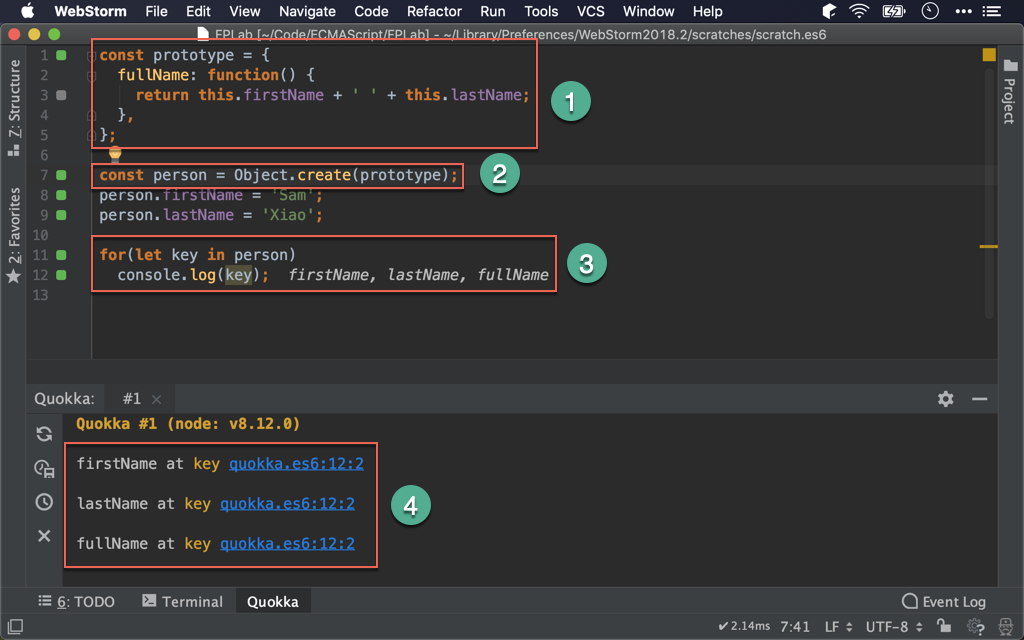 WebStorm File Edit View Navigate Code Refactor Run Tools VCS Window Help
FPLab [~/Code/ECMAScript/FPLab] - ~/Library/Preferences/WebStorm2018.2/scratches/scratch.es6
7: Structure
2: Favorites
Project
1 const prototype = {
2 fullName: function() {
3 return this.firstName + ' ' + this.lastName;
4 },
5 };
6
7 const person = Object.create(prototype);
8 person.firstName = 'Sam';
9 person.lastName = 'Xiao';
10
11 for(let key in person)
12 console.log(key); firstName, lastName, fullName
13
1
2
3
Quokka: #1
Quokka #1 (node: v8.12.0)
firstName at key quokka.es6:12:2
lastName at key quokka.es6:12:2
fullName at key quokka.es6:12:2
4
6: TODO Terminal Quokka Event Log
2.14ms 7:41 LF UTF-8